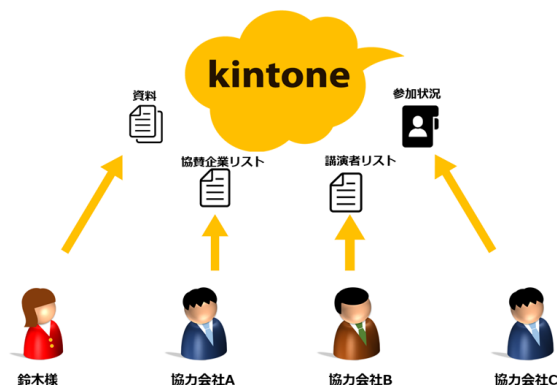 kintone
資料
参加状況
協賛企業リスト
講演者リスト
鈴木様
協力会社A
協力会社B
協力会社C